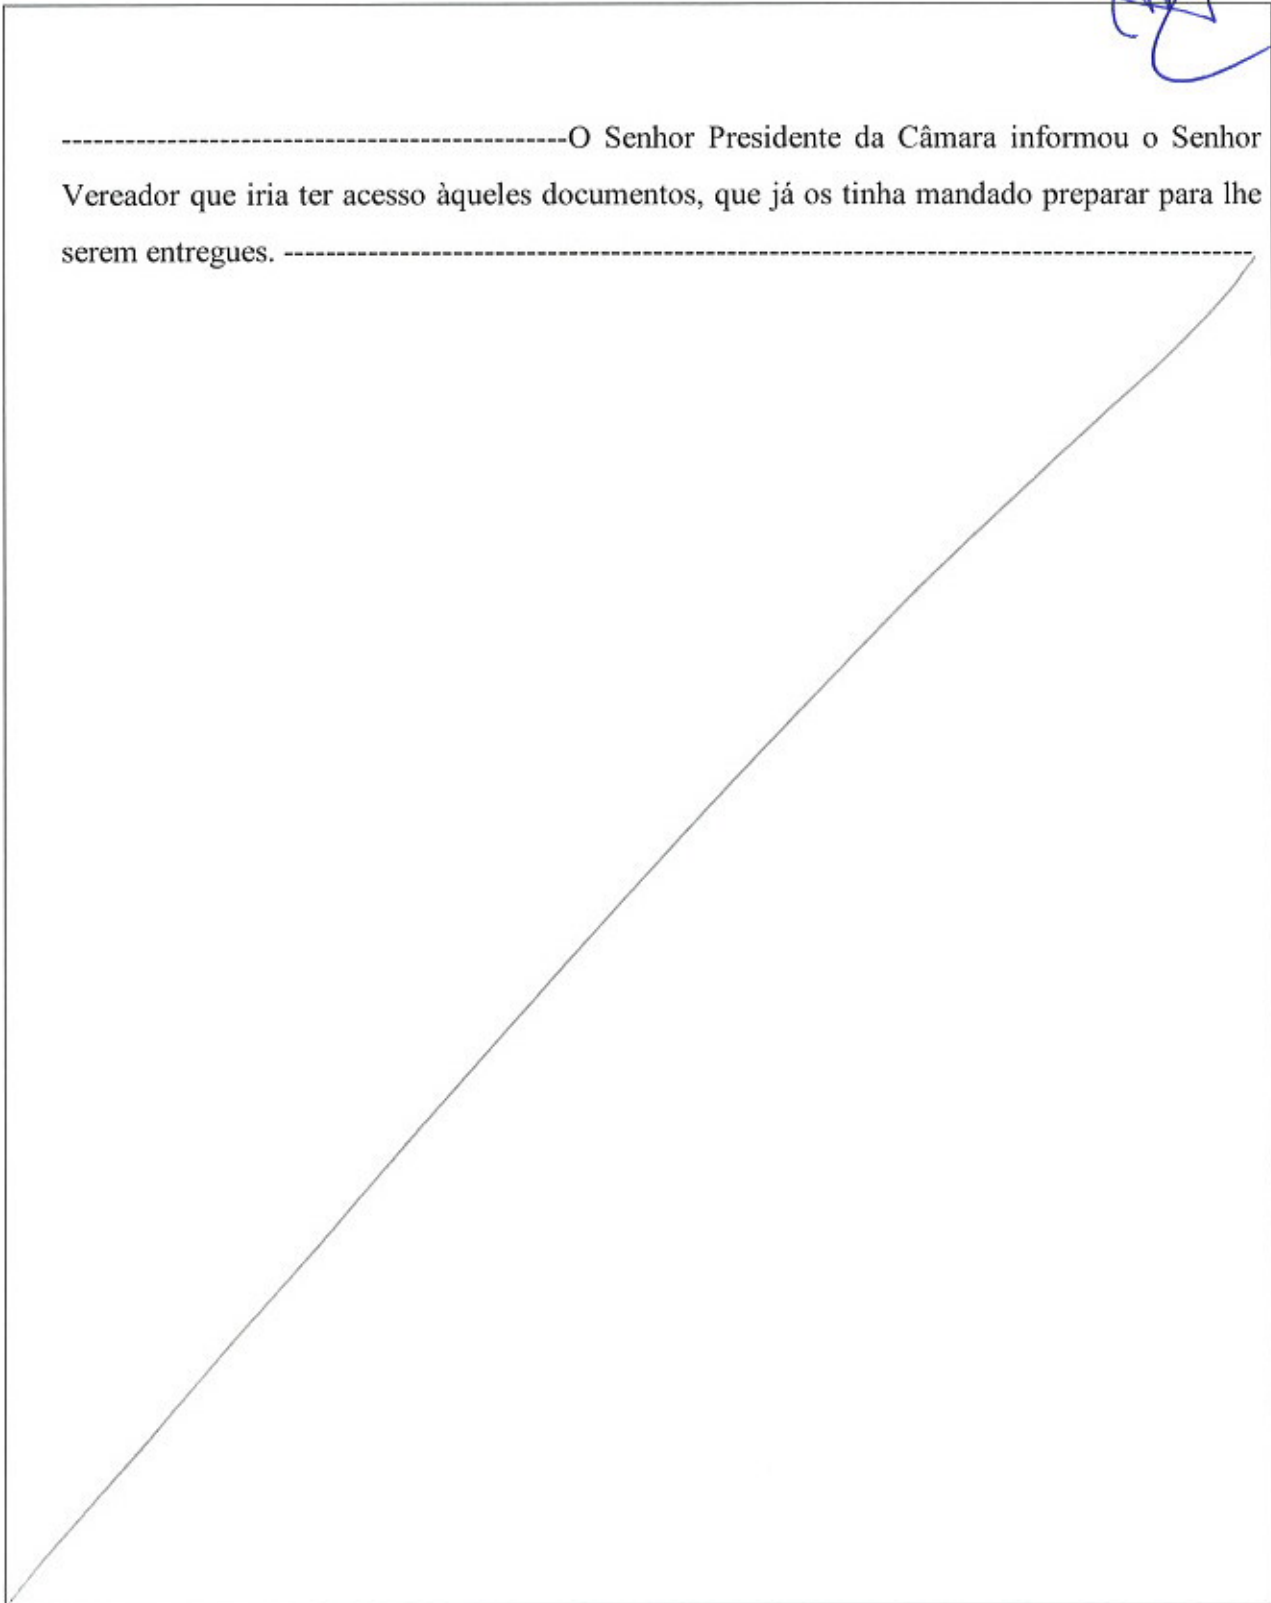 ------------------------------------------------O Senhor Presidente da Câmara informou o Senhor
Vereador que iria ter acesso àqueles documentos, que já os tinha mandado preparar para lhe
serem entregues. --------------------------------------------------------------------------------------------